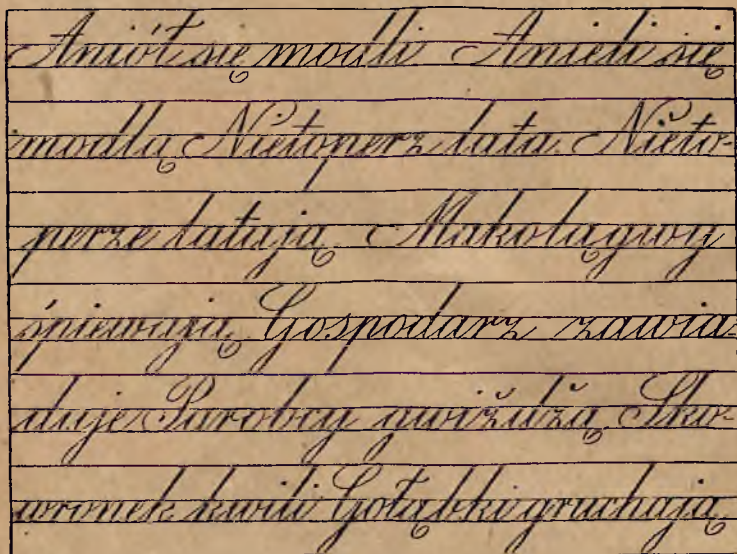 Aniół się modli Anieli się
modlą Nietoperz lata. Nieto-
perze latają. Makolągwy
śpiewają, Gospodarz zawia-
duje Parobcy gwiżdżą. Sko-
wronek kwili Gołąbki gruchają